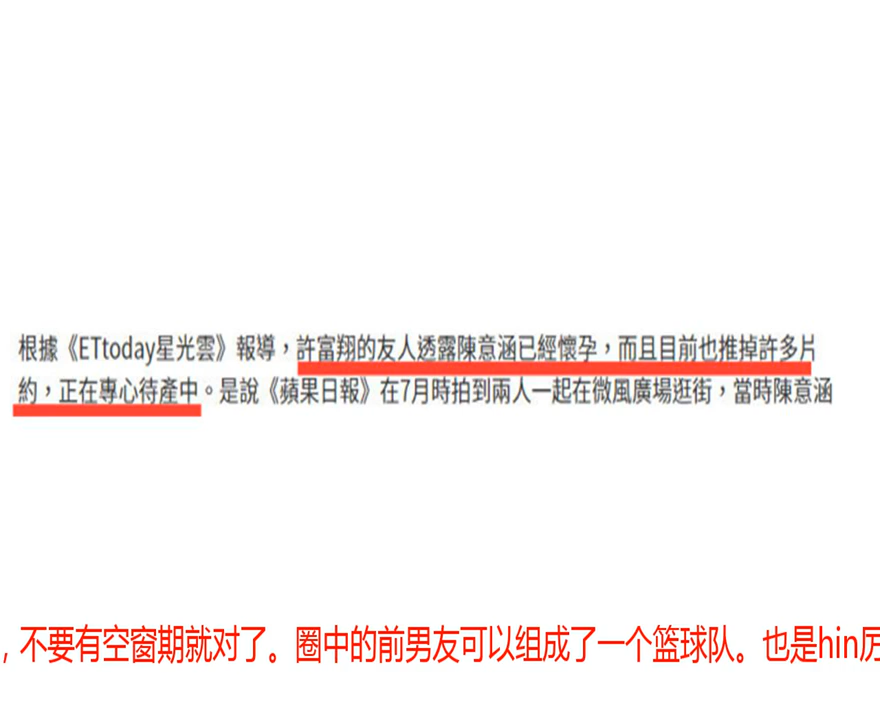 根據《ETtoday星光雲》報導，許富翔的友人透露陳意涵已經懷孕，而且目前也推掉許多片
約，正在專心待產中。是說《蘋果日報》在7月時拍到兩人一起在微風廣場逛街，當時陳意涵
，不要有空窗期就对了。圈中的前男友可以组成了一个篮球队。也是hin厉